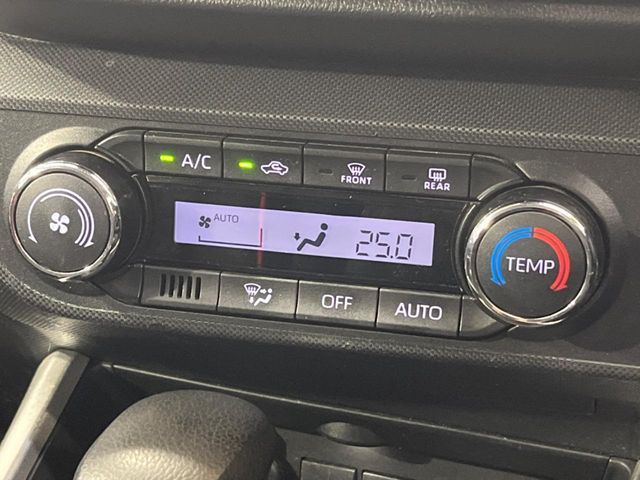 A/C
FRONT
REAR
AUTO
25.0
TEMP
OFF
AUTO